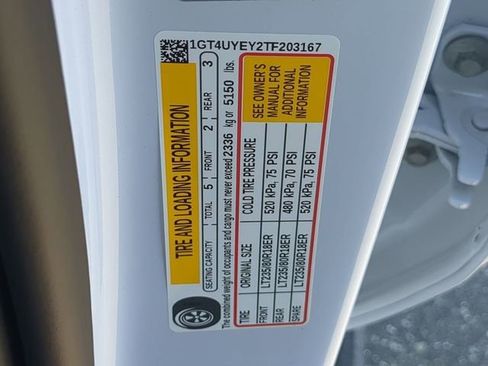 1GT4UYEY2TF203167
TIRE AND LOADING INFORMATION
SEATING CAPACITY TOTAL 5 FRONT 2 REAR 3
The combined weight of occupants and cargo must never exceed 2336 kg or 5150 lbs.
TIRE ORIGINAL SIZE COLD TIRE PRESSURE
FRONT LT235/80R18ER 520 kPa, 75 PSI
REAR LT235/80R18ER 480 kPa, 70 PSI
SPARE LT235/80R18ER 520 kPa, 75 PSI
SEE OWNER'S
MANUAL FOR
ADDITIONAL
INFORMATION